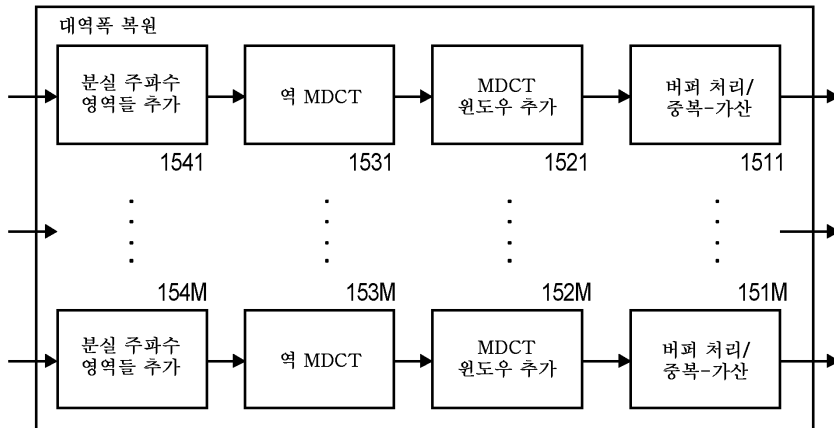 대역폭 복원
분실 주파수
영역들 추가
역 MDCT
MDCT
윈도우 추가
버퍼 처리/
중복-가산
1541
1531
1521
1511
154M
153M
152M
151M
분실 주파수
영역들 추가
역 MDCT
MDCT
윈도우 추가
버퍼 처리/
중복-가산